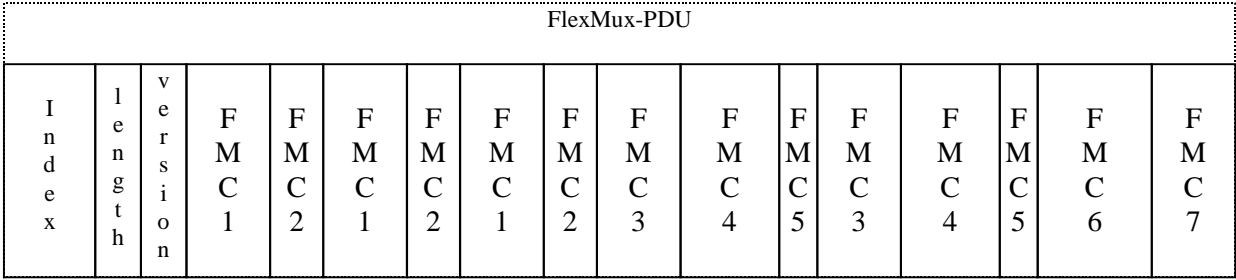 FlexMux-PDU
Index
length
version
FMC1
FMC2
FMC1
FMC2
FMC1
FMC2
FMC3
FMC4
FMC5
FMC3
FMC4
FMC5
FMC6
FMC7